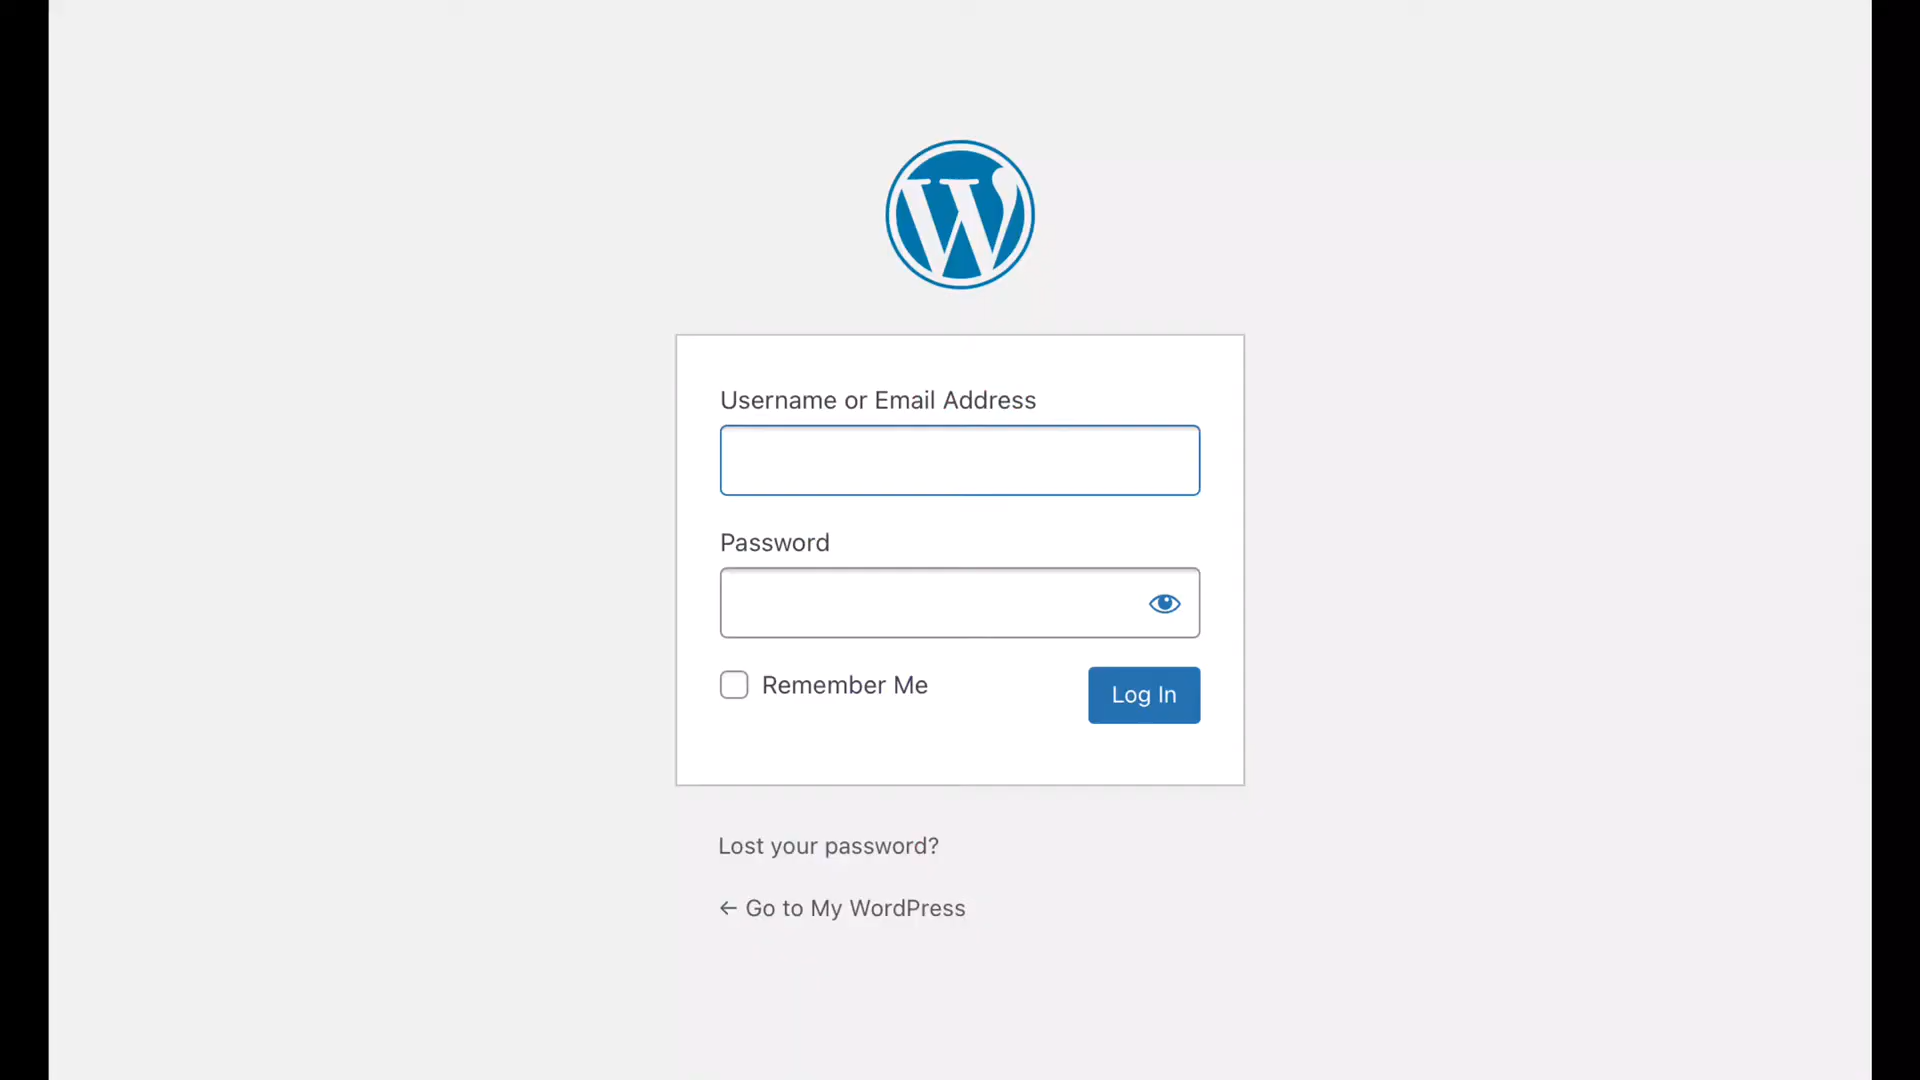 W
Username or Email Address
Password
Remember Me
Log In
Lost your password?
← Go to My WordPress